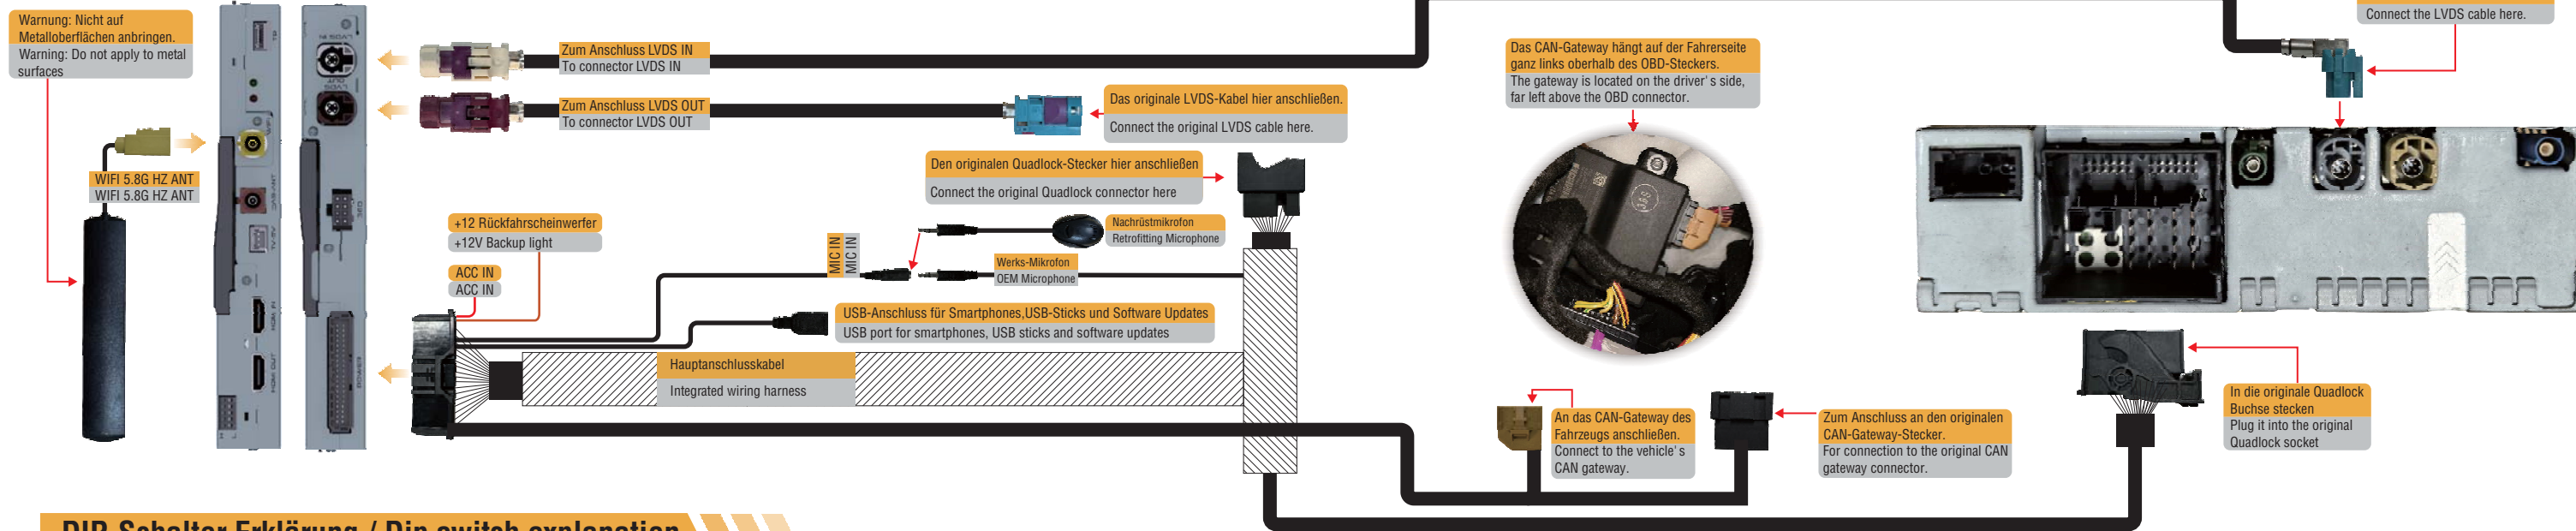 Warnung: Nicht auf
Metalloberflächen anbringen.
Warning: Do not apply to metal
surfaces
WIFI 5.8G HZ ANT
WIFI 5.8G HZ ANT
WIFI
HDMI OUT
LVDS IN
LVDS
OUT
POWER
Zum Anschluss LVDS IN
To connector LVDS IN
Zum Anschluss LVDS OUT
To connector LVDS OUT
Das originale LVDS-Kabel hier anschließen.
Connect the original LVDS cable here.
Den originalen Quadlock-Stecker hier anschließen
Connect the original Quadlock connector here
+12 Rückfahrscheinwerfer
+12V Backup light
ACC IN
ACC IN
MIC IN
MIC IN
Nachrüstmikrofon
Retrofitting Microphone
Werks-Mikrofon
OEM Microphone
USB-Anschluss für Smartphones,USB-Sticks und Software Updates
USB port for smartphones, USB sticks and software updates
Hauptanschlusskabel
Integrated wiring harness
Das CAN-Gateway hängt auf der Fahrerseite
ganz links oberhalb des OBD-Steckers.
The gateway is located on the driver's side,
far left above the OBD connector.
Connect the LVDS cable here.
An das CAN-Gateway des
Fahrzeugs anschließen.
Connect to the vehicle's
CAN gateway.
Zum Anschluss an den originalen
CAN-Gateway-Stecker.
For connection to the original CAN
gateway connector.
In die originale Quadlock
Buchse stecken
Plug it into the original
Quadlock socket
DIP-Schalter Erklärung / Dip switch explanation